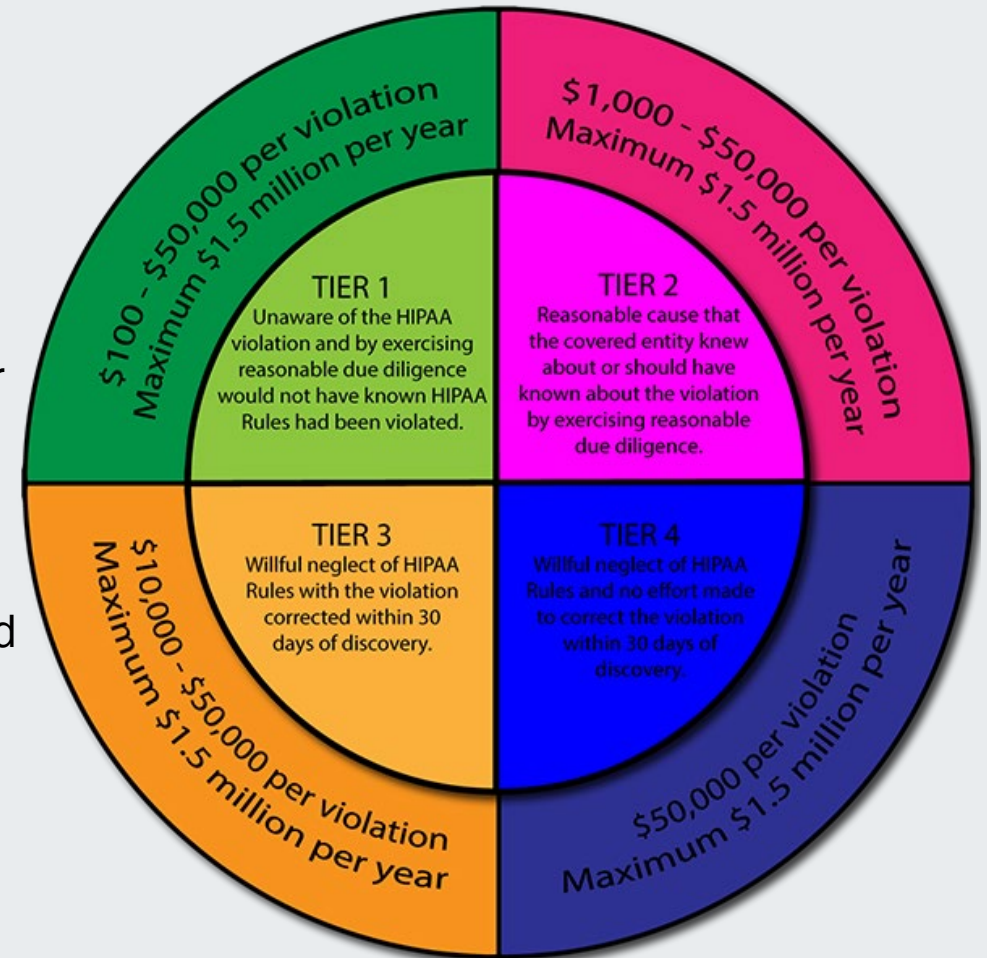 $100 - $50,000 per violation
Maximum $1.5 million per year
$1,000 - $50,000 per violation
Maximum $1.5 million per year
TIER 1
Unaware of the HIPAA
violation and by exercising
reasonable due diligence
would not have known HIPAA
Rules had been violated.
TIER 2
Reasonable cause that
the covered entity knew
about or should have
known about the violation
by exercising reasonable
due diligence.
TIER 3
Willful neglect of HIPAA
Rules with the violation
corrected within 30
days of discovery.
TIER 4
Willful neglect of HIPAA
Rules and no effort made
to correct the violation
within 30 days of
discovery.
$10,000 - $50,000 per violation
Maximum $1.5 million per year
$50,000 per violation
Maximum $1.5 million per year